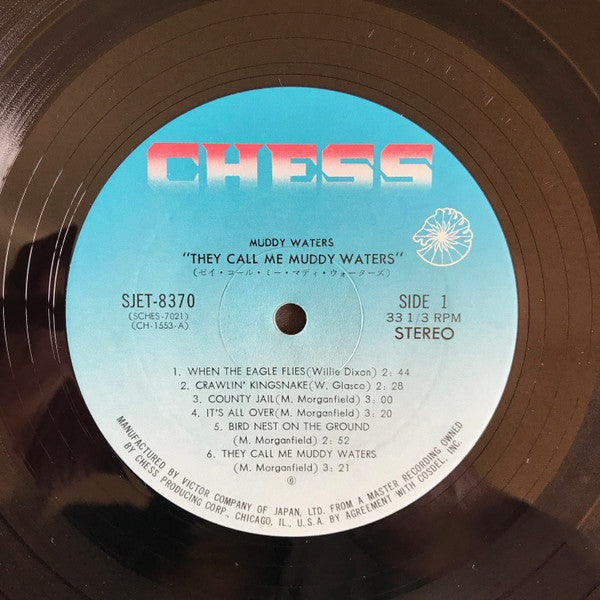 CHESS
MUDDY WATERS
"THEY CALL ME MUDDY WATERS"
(ゼイ・コール・ミー・マディ・ウォーターズ)
SJET-8370
(SCHES-7021)
(CH-1553-A)
SIDE 1
33 1/3 RPM
STEREO
1. WHEN THE EAGLE FLIES(Willie Dixon) 2:44
2. CRAWLIN' KINGSNAKE(W. Glasco) 2:28
3. COUNTY JAIL(M. Morganfield) 3:00
4. IT'S ALL OVER(M. Morganfield) 3:20
5. BIRD NEST ON THE GROUND
(M. Morganfield) 2:52
6. THEY CALL ME MUDDY WATERS
(M. Morganfield) 3:21
MANUFACTURED BY VICTOR COMPANY OF JAPAN, LTD. FROM A MASTER RECORDING OWNED
BY CHESS PRODUCING CORP., CHICAGO, IL., U.S.A. BY AGREEMENT WITH COSDEL, INC.